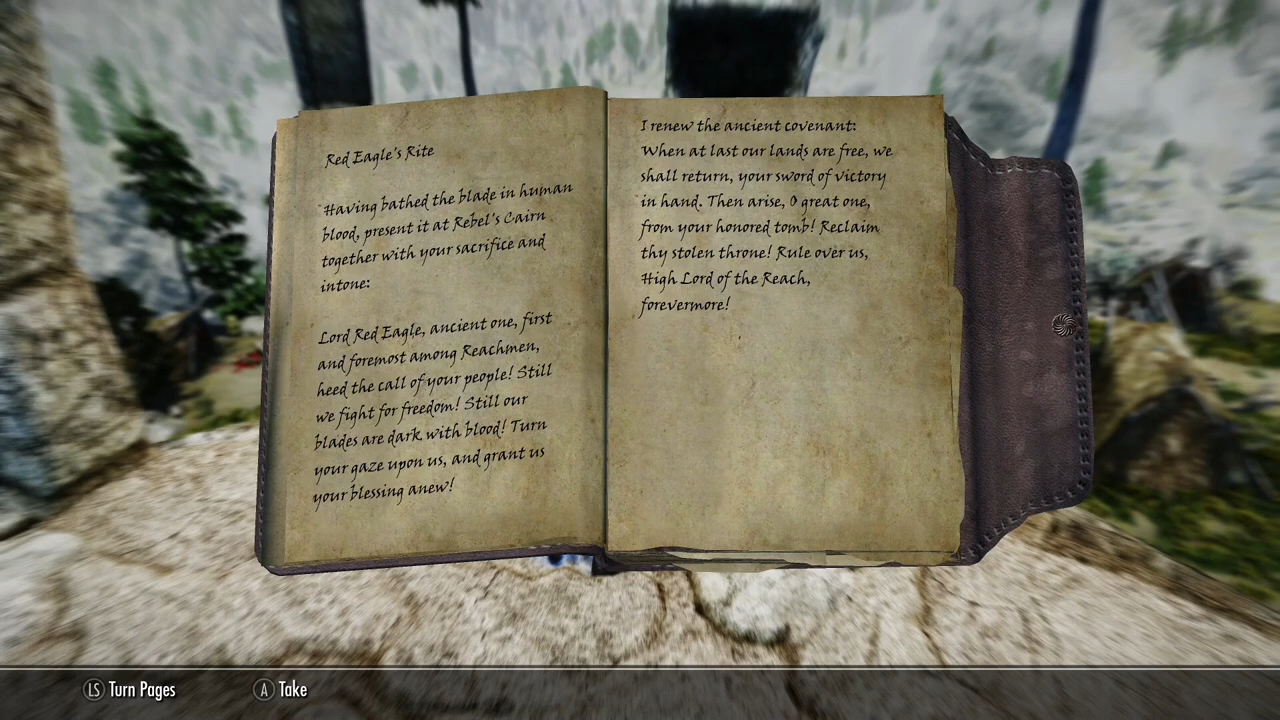 Red Eagle's Rite
Having bathed the blade in human
blood, present it at Rebel's Cairn
together with your sacrifice and
intone:
Lord Red Eagle, ancient one, first
and foremost among Reachmen,
heed the call of your people! Still
we fight for freedom! Still our
blades are dark with blood! Turn
your gaze upon us, and grant us
your blessing anew!
I renew the ancient covenant:
When at last our lands are free, we
shall return, your sword of victory
in hand. Then arise, O great one,
from your honored tomb! Reclaim
thy stolen throne! Rule over us,
High Lord of the Reach,
forevermore!
LS Turn Pages
A Take